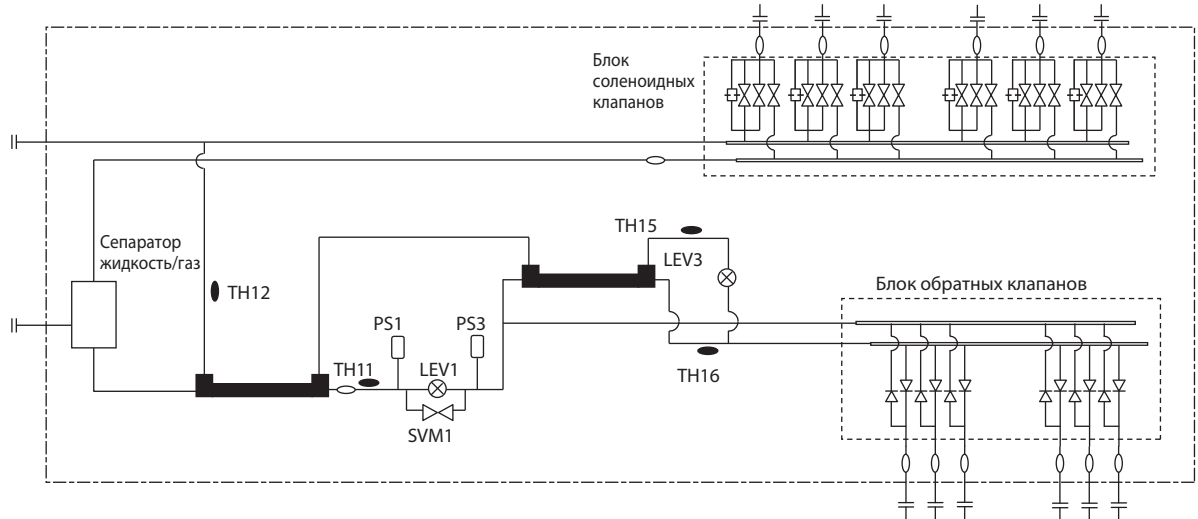 Блок
соленоидных
клапанов
Сепаратор
жидкость/газ
TH12
TH15
LEV3
Блок обратных клапанов
PS1
PS3
TH11
LEV1
TH16
SVM1